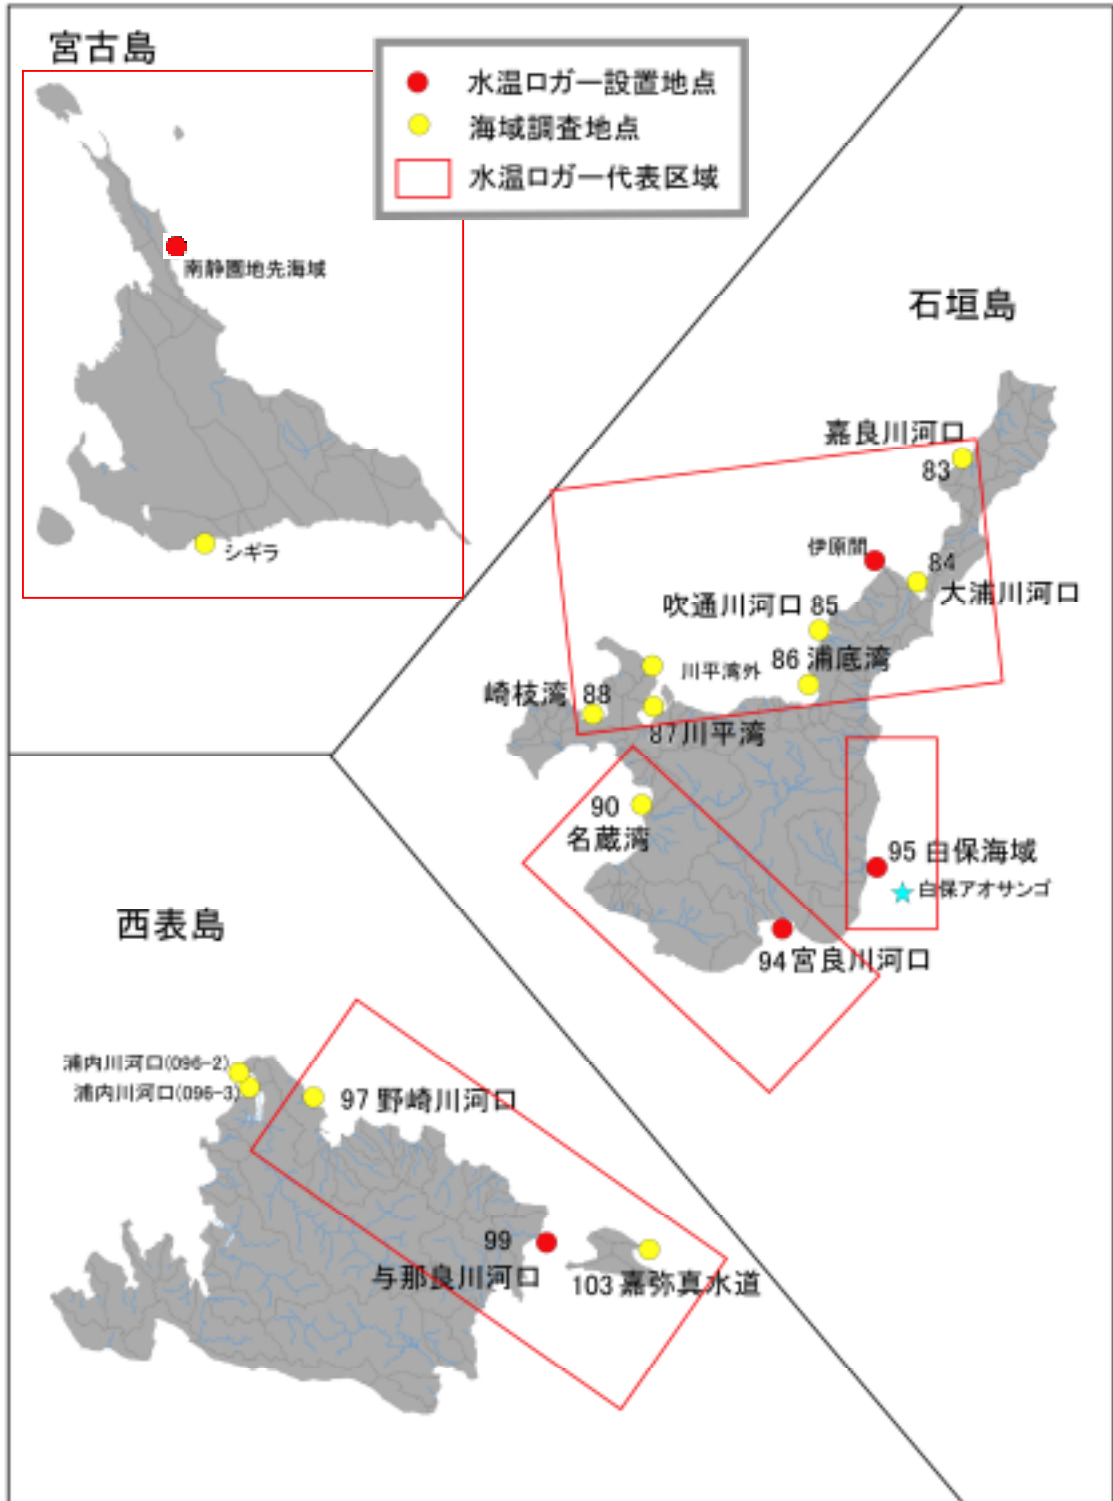 宮古島
水温ロガー設置地点
海域調査地点
水温ロガー代表区域
南静園地先海域
シギラ
石垣島
嘉良川河口
83
伊原間
84
大浦川河口
吹通川河口 85
86 浦底湾
川平湾外
崎枝湾 88
87川平湾
90
名蔵湾
95 白保海域
白保アオサンゴ
94宮良川河口
西表島
浦内川河口(096-2)
浦内川河口(096-3)
97 野崎川河口
99
与那良川河口
103 嘉弥真水道